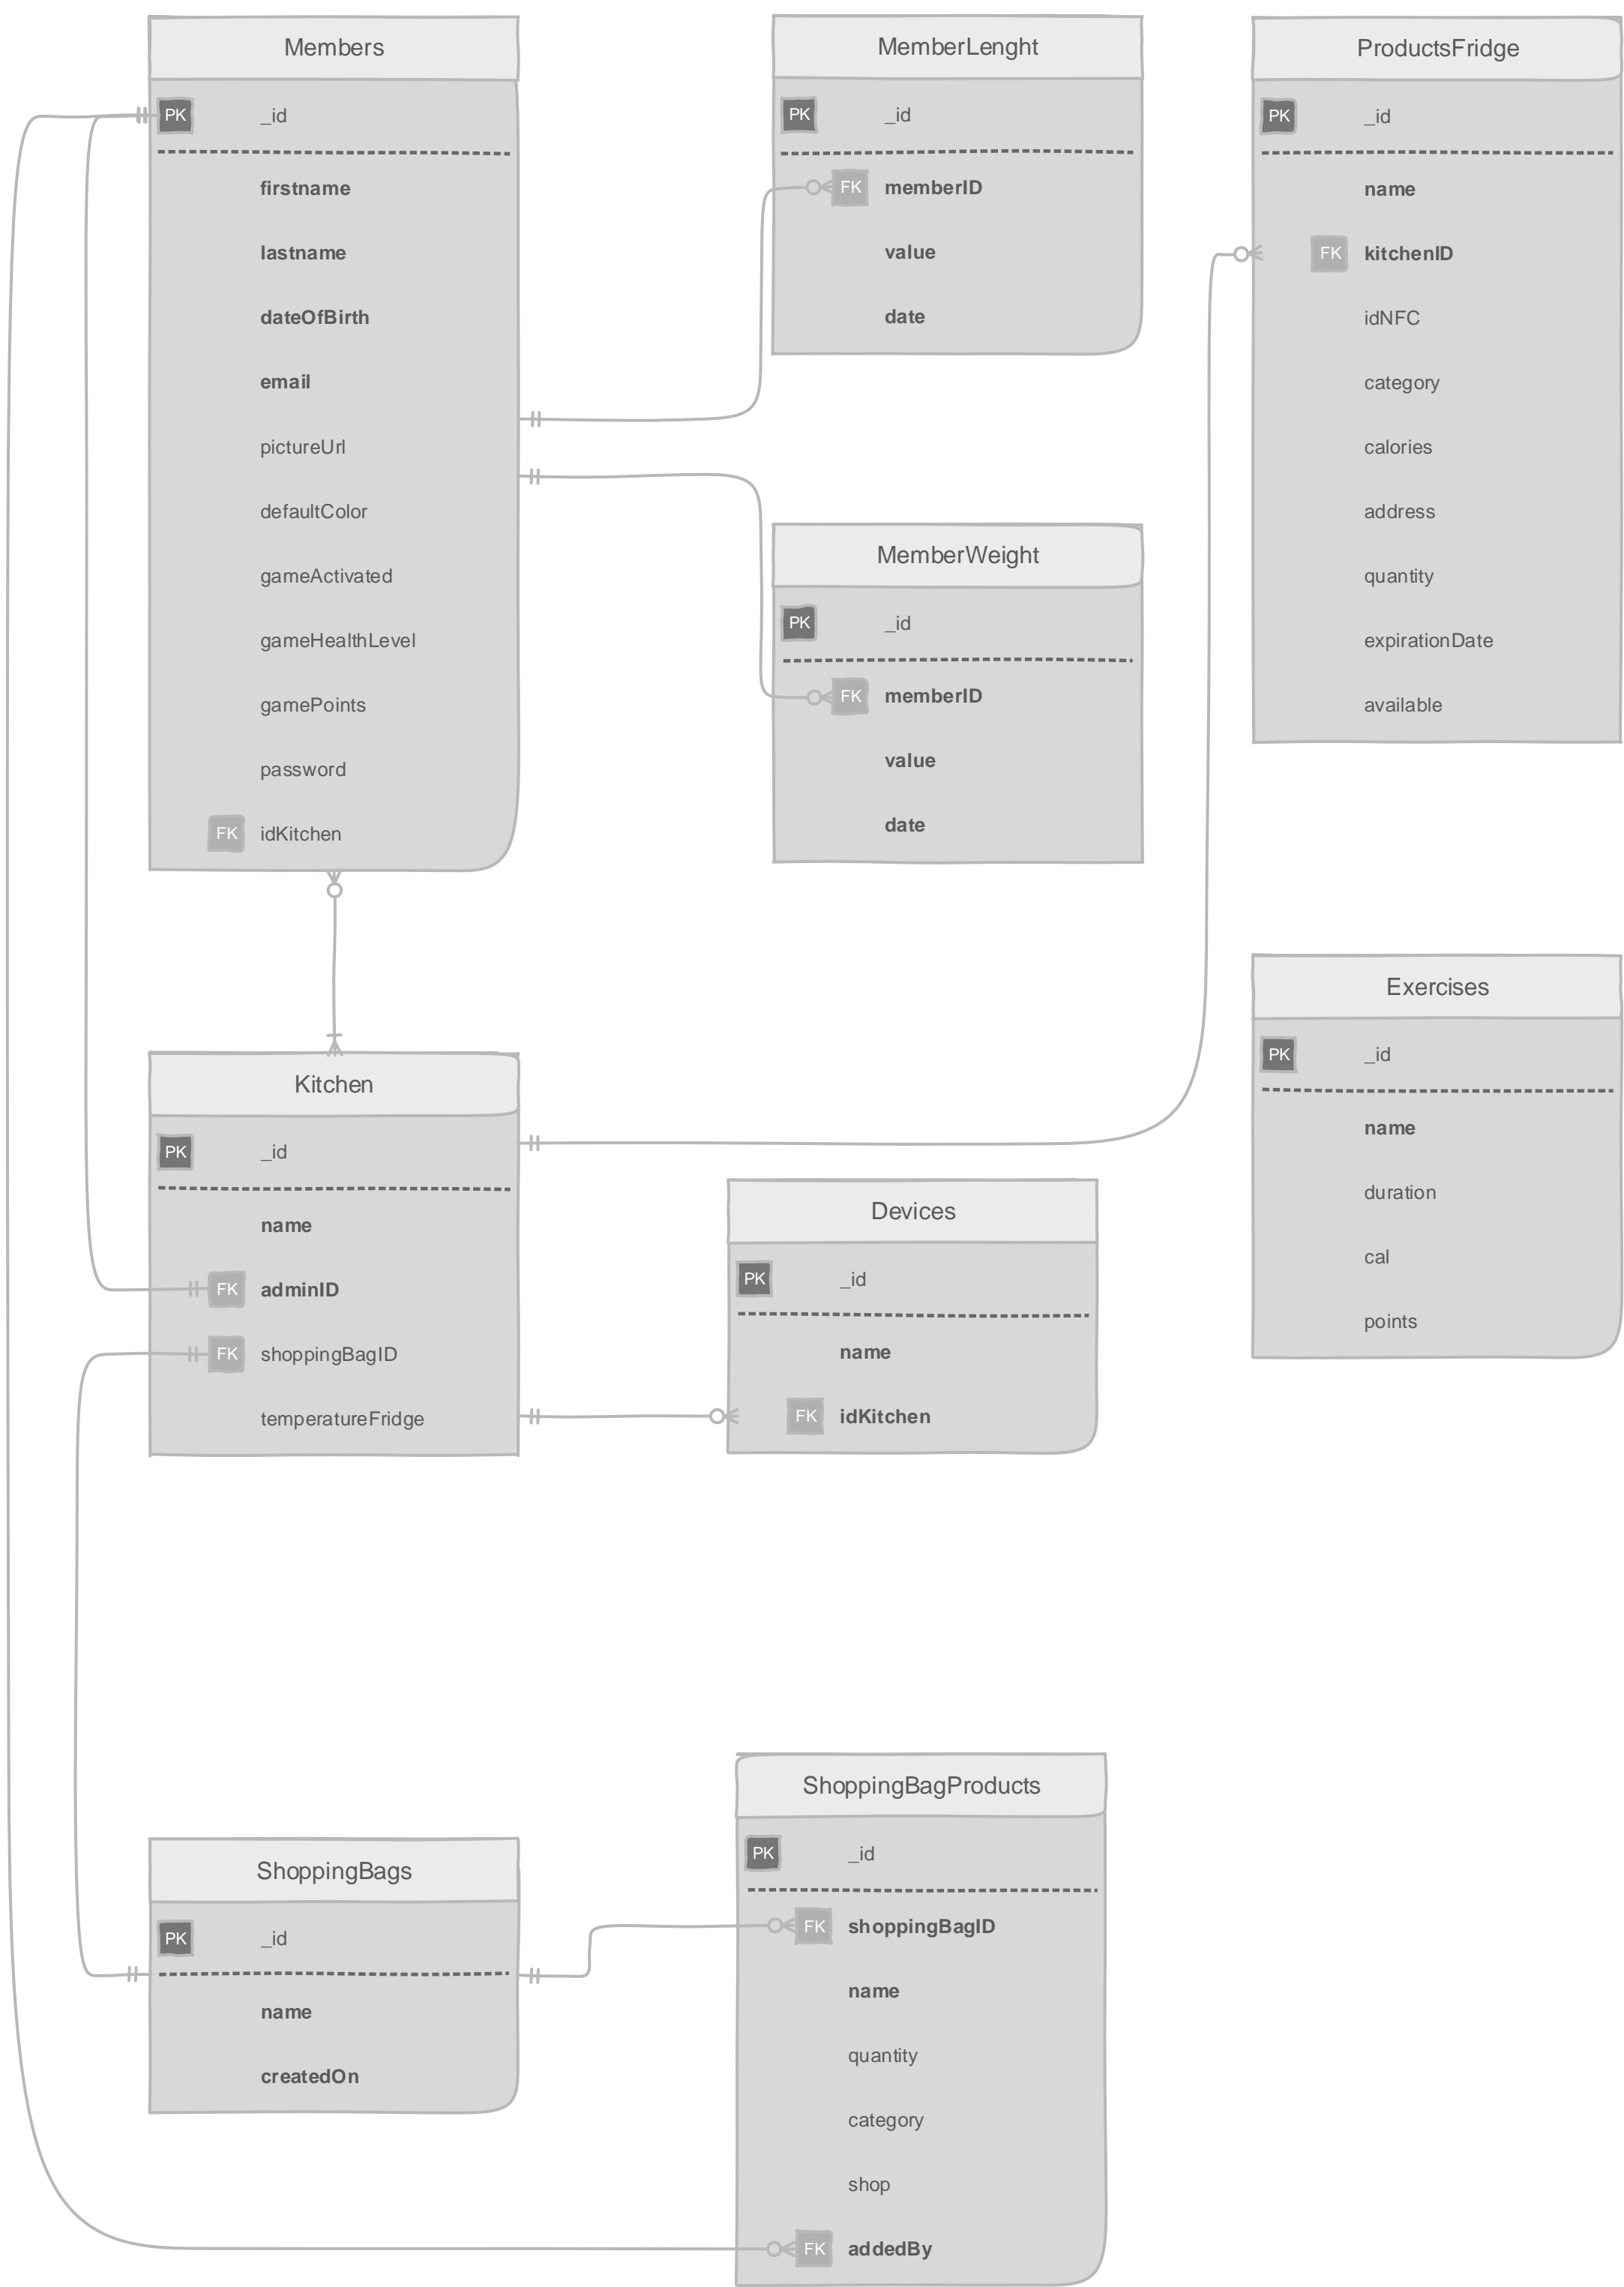 Members
PK _id
firstname
lastname
dateOfBirth
email
pictureUrl
defaultColor
gameActivated
gameHealthLevel
gamePoints
password
FK idKitchen
MemberLenght
PK _id
FK memberID
value
date
ProductsFridge
PK _id
name
FK kitchenID
idNFC
category
calories
address
quantity
expirationDate
available
MemberWeight
PK _id
FK memberID
value
date
Exercises
PK _id
name
duration
cal
points
Kitchen
PK _id
name
FK adminID
FK shoppingBagID
temperatureFridge
Devices
PK _id
name
FK idKitchen
ShoppingBags
PK _id
name
createdOn
ShoppingBagProducts
PK _id
FK shoppingBagID
name
quantity
category
shop
FK addedBy